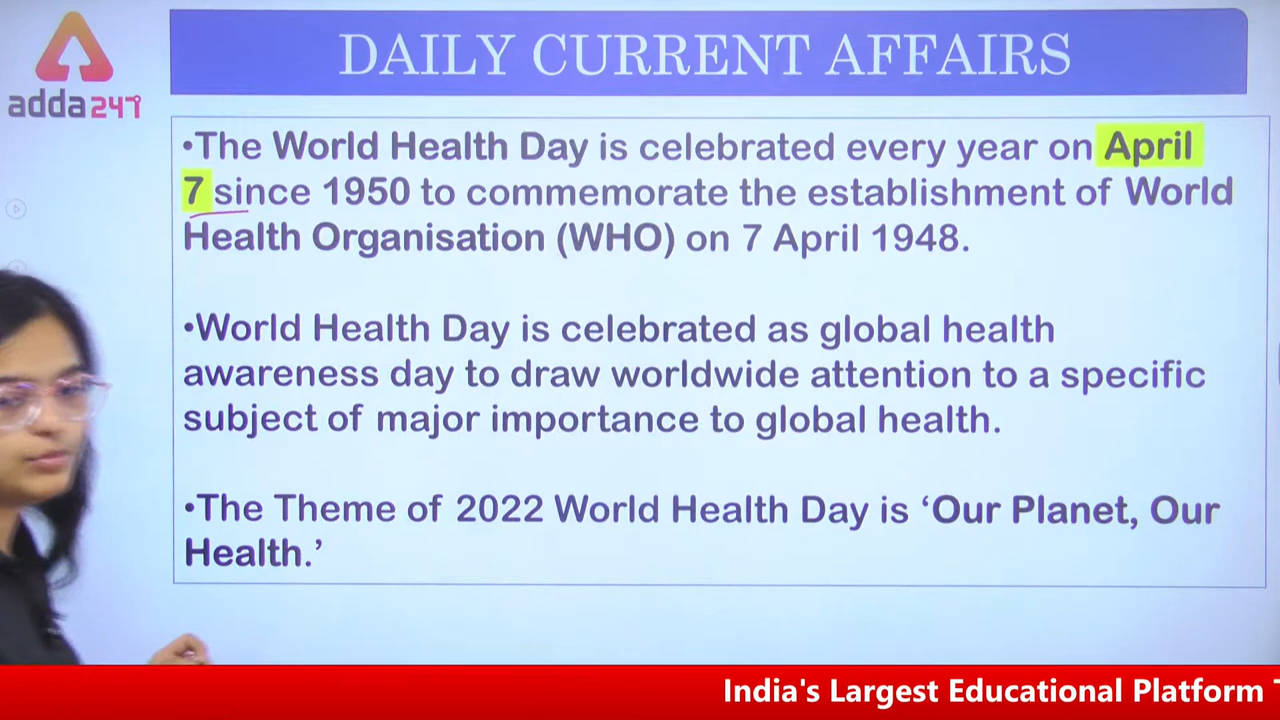 DAILY CURRENT AFFAIRS
adda247
•The World Health Day is celebrated every year on April
7 since 1950 to commemorate the establishment of World
Health Organisation (WHO) on 7 April 1948.
•World Health Day is celebrated as global health
awareness day to draw worldwide attention to a specific
subject of major importance to global health.
•The Theme of 2022 World Health Day is ‘Our Planet, Our
Health.’
India's Largest Educational Platform